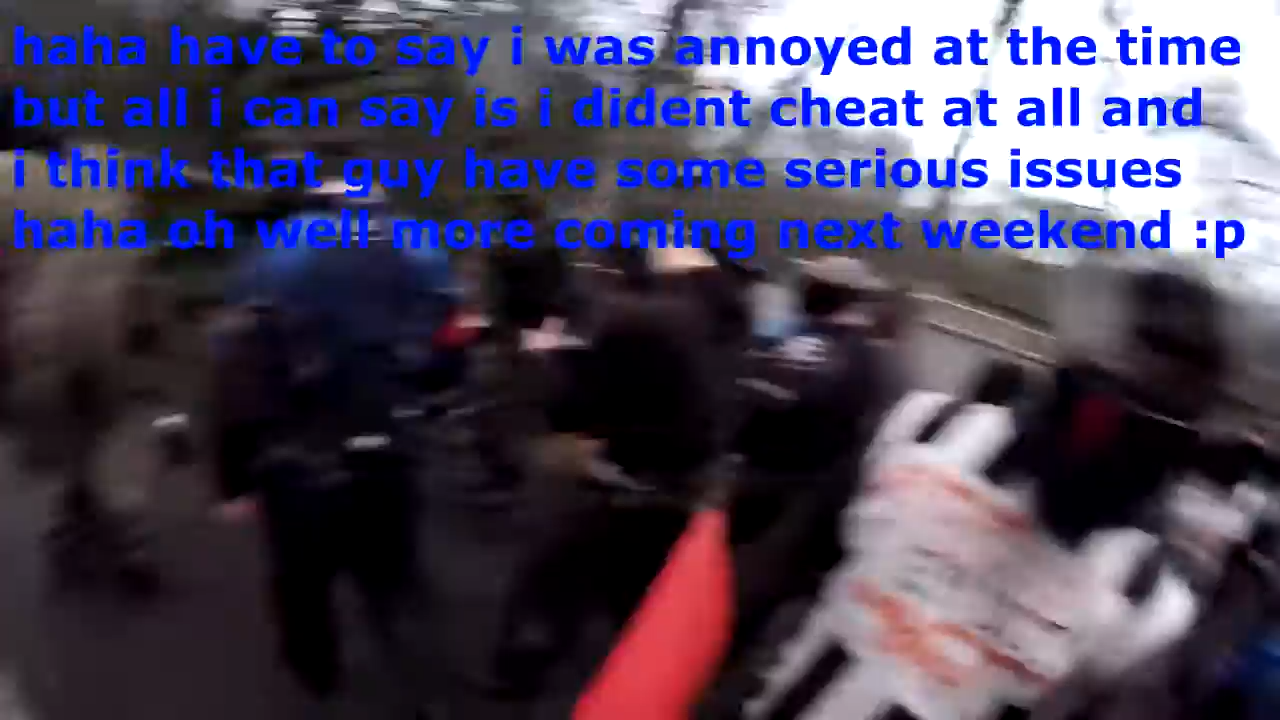 haha have to say i was annoyed at the time
but all i can say is i dident cheat at all and
i think that guy have some serious issues
haha oh well more coming next weekend :p